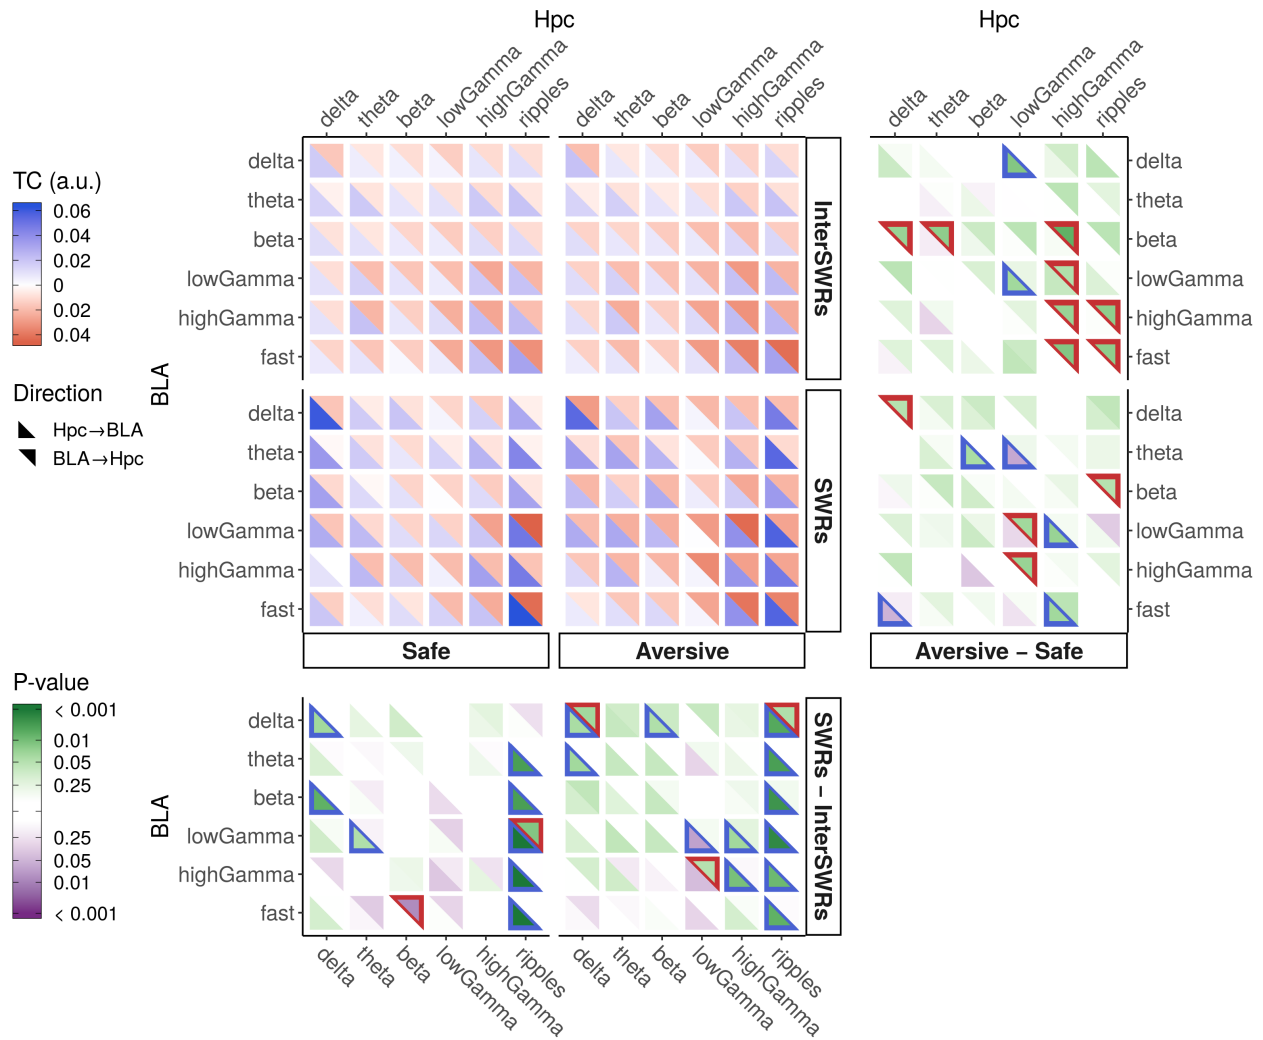 Hpc
Hpc
delta
theta
beta
lowGamma
highGamma
ripples
delta
theta
beta
lowGamma
highGamma
ripples
delta
theta
beta
lowGamma
highGamma
ripples
TC (a.u.)
0.06
0.04
0.02
0
0.02
0.04
Direction
Hpc→BLA
BLA→Hpc
BLA
delta
theta
beta
lowGamma
highGamma
fast
InterSWRs
delta
theta
beta
lowGamma
highGamma
fast
delta
theta
beta
lowGamma
highGamma
fast
SWRs
delta
theta
beta
lowGamma
highGamma
fast
Safe
Aversive
Aversive − Safe
P-value
< 0.001
0.01
0.05
0.25
0.25
0.05
0.01
< 0.001
BLA
delta
theta
beta
lowGamma
highGamma
fast
SWRs − InterSWRs
delta
theta
beta
lowGamma
highGamma
ripples
delta
theta
beta
lowGamma
highGamma
ripples